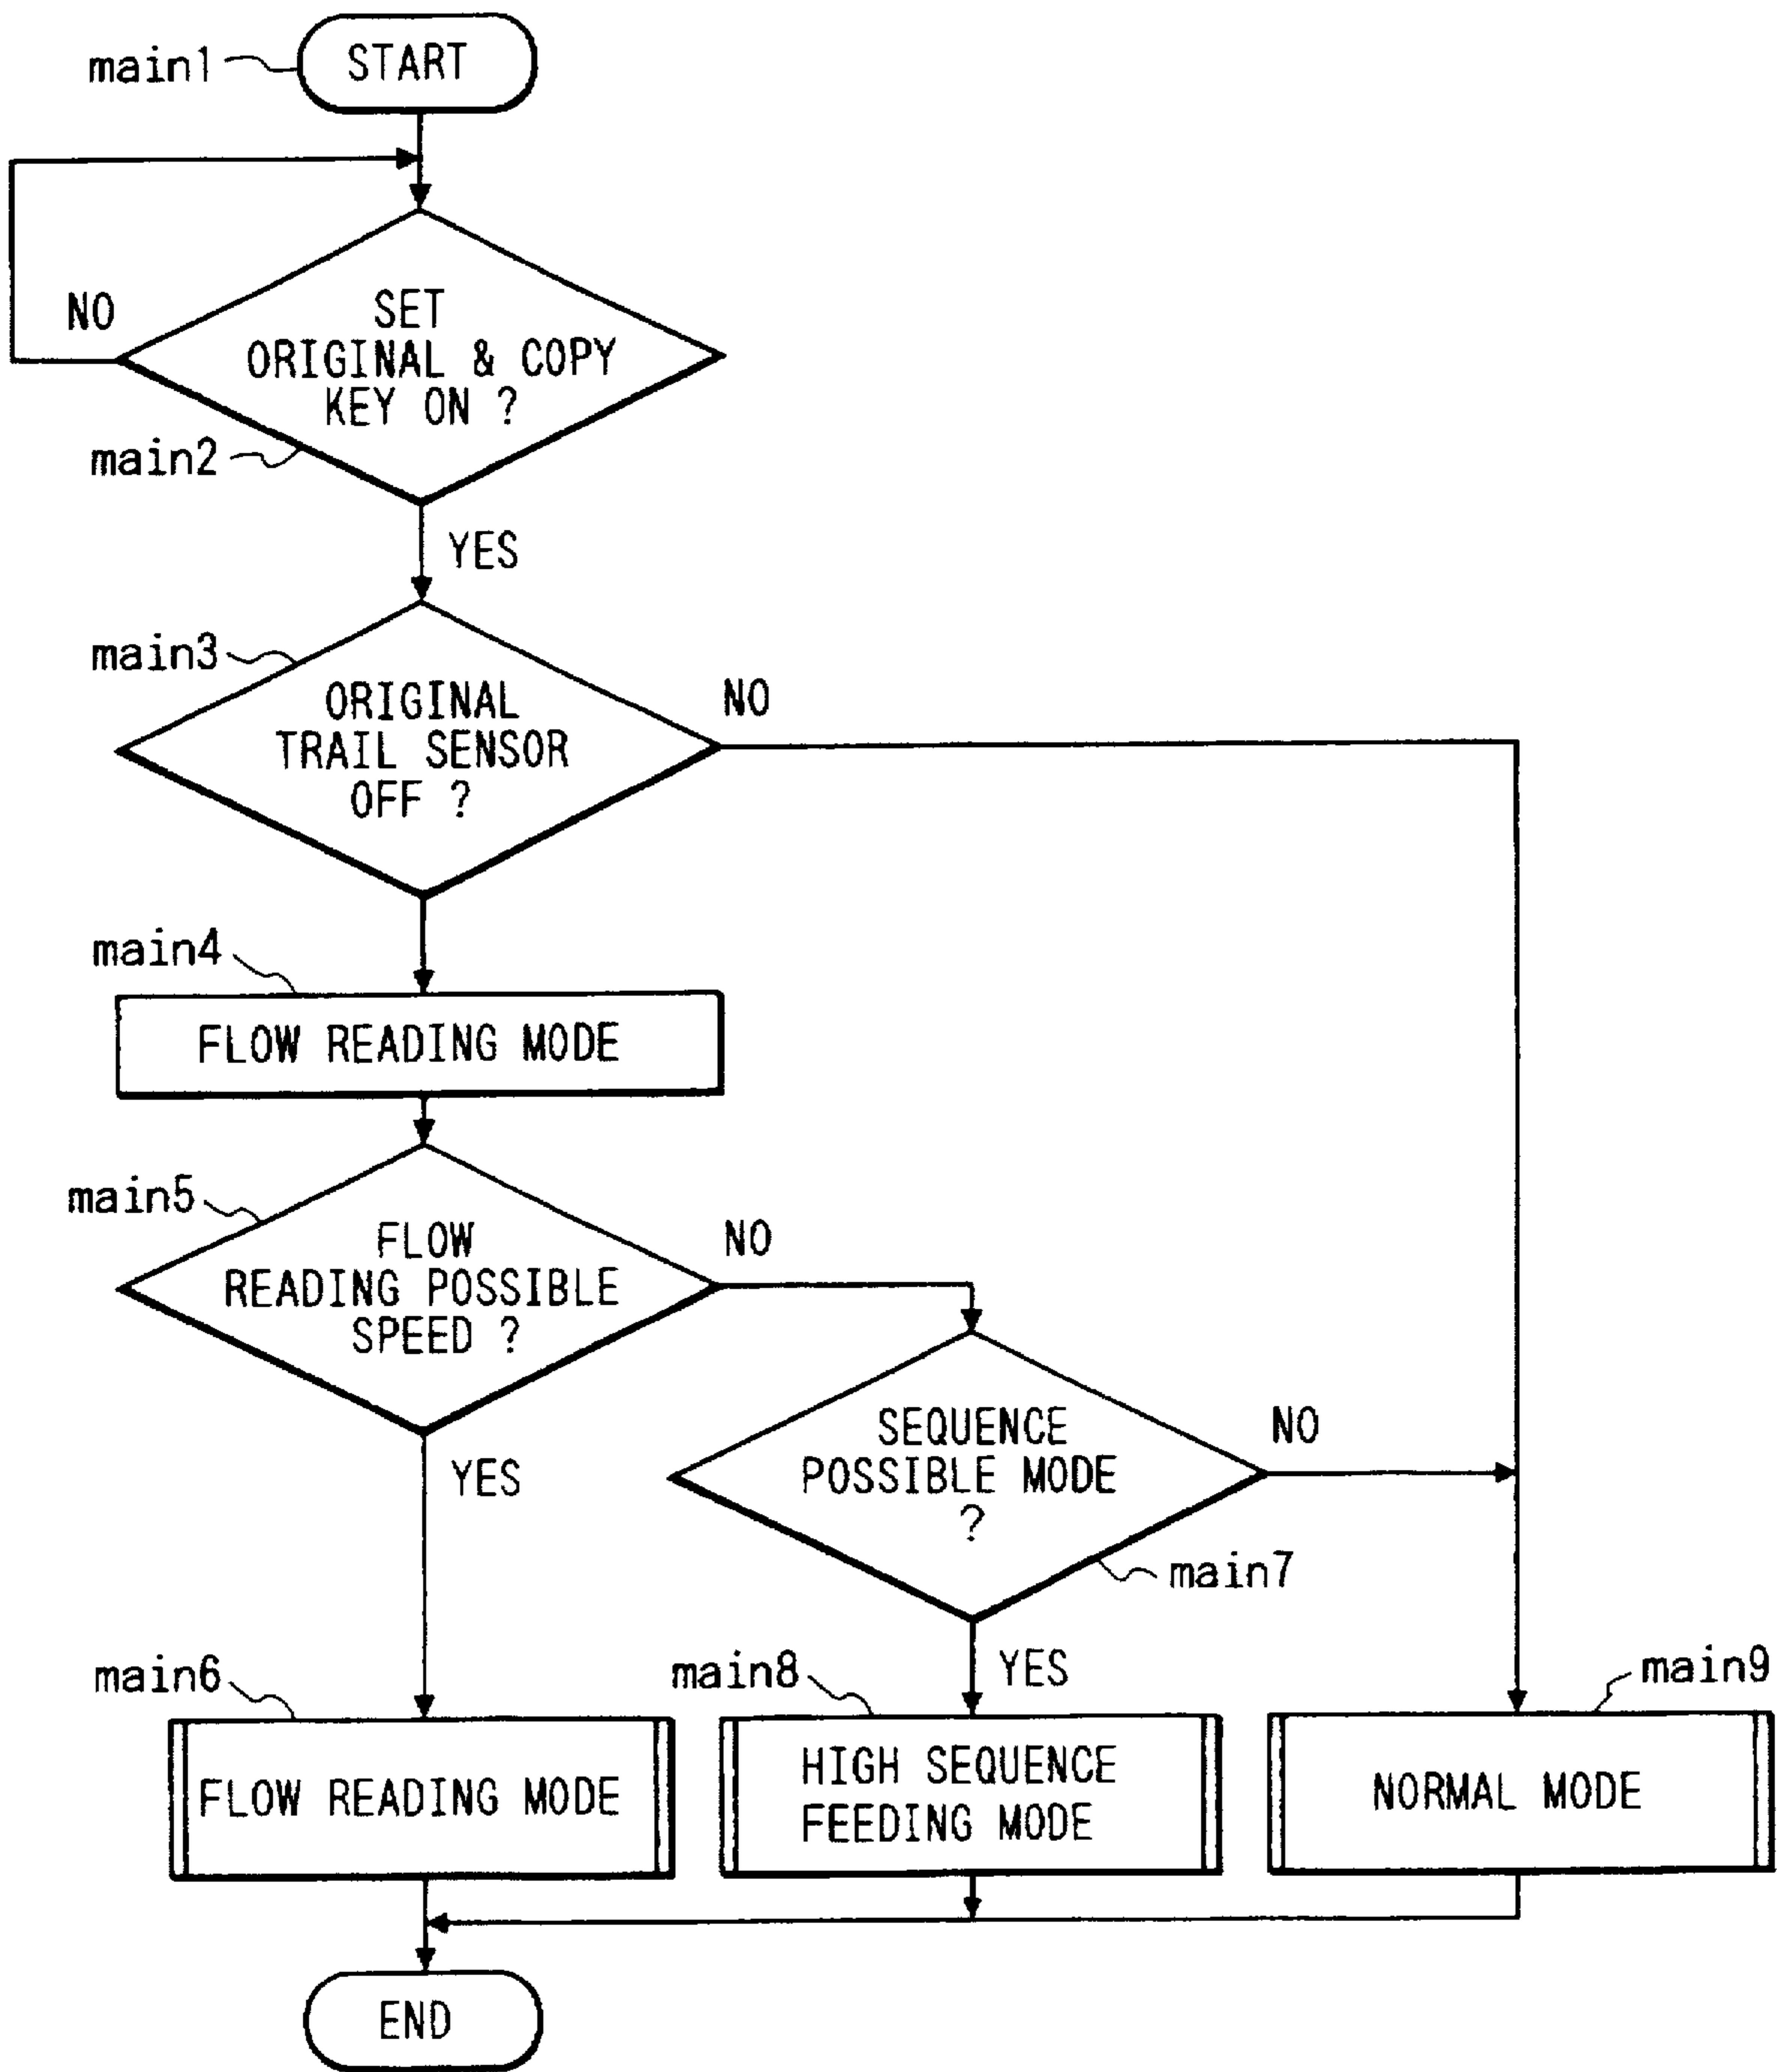 main1
START
NO
SET
ORIGINAL & COPY
KEY ON ?
main2
YES
main3
ORIGINAL
TRAIL SENSOR
OFF ?
NO
main4
FLOW READING MODE
main5
FLOW
READING POSSIBLE
SPEED ?
NO
YES
SEQUENCE
POSSIBLE MODE
?
NO
main7
YES
main6
FLOW READING MODE
main8
HIGH SEQUENCE
FEEDING MODE
main9
NORMAL MODE
END